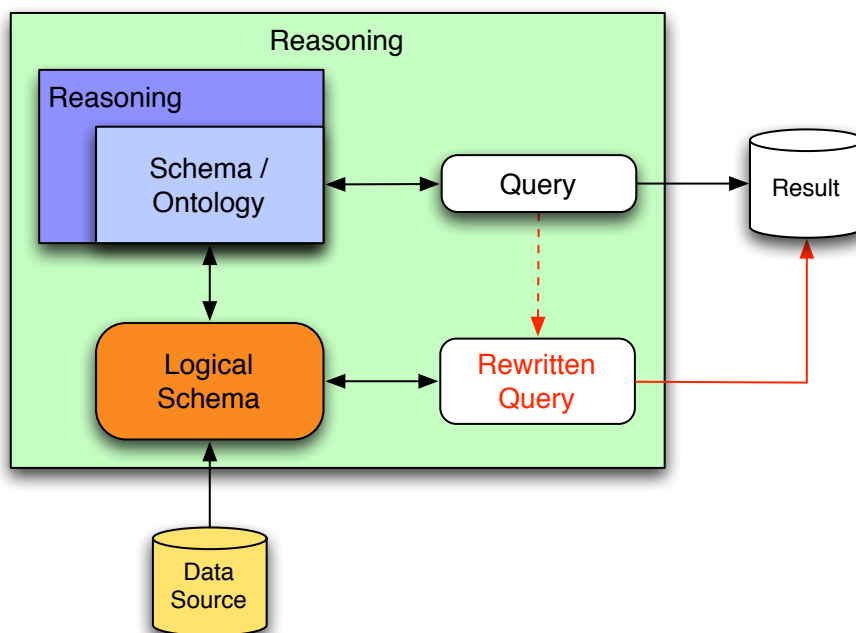 Reasoning
Reasoning
Schema /
Ontology
Query
Result
Logical
Schema
Rewritten
Query
Data
Source